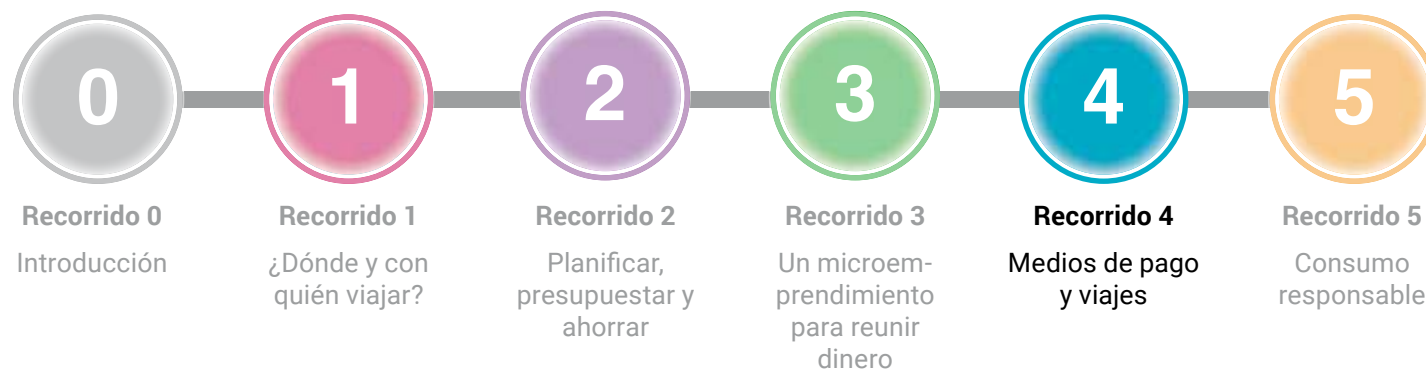 0
1
2
3
4
5
Recorrido 0
Introducción
Recorrido 1
¿Dónde y con
quién viajar?
Recorrido 2
Planificar,
presupuestar y
ahorrar
Recorrido 3
Un microem-
prendimiento
para reunir
dinero
Recorrido 4
Medios de pago
y viajes
Recorrido 5
Consumo
responsable